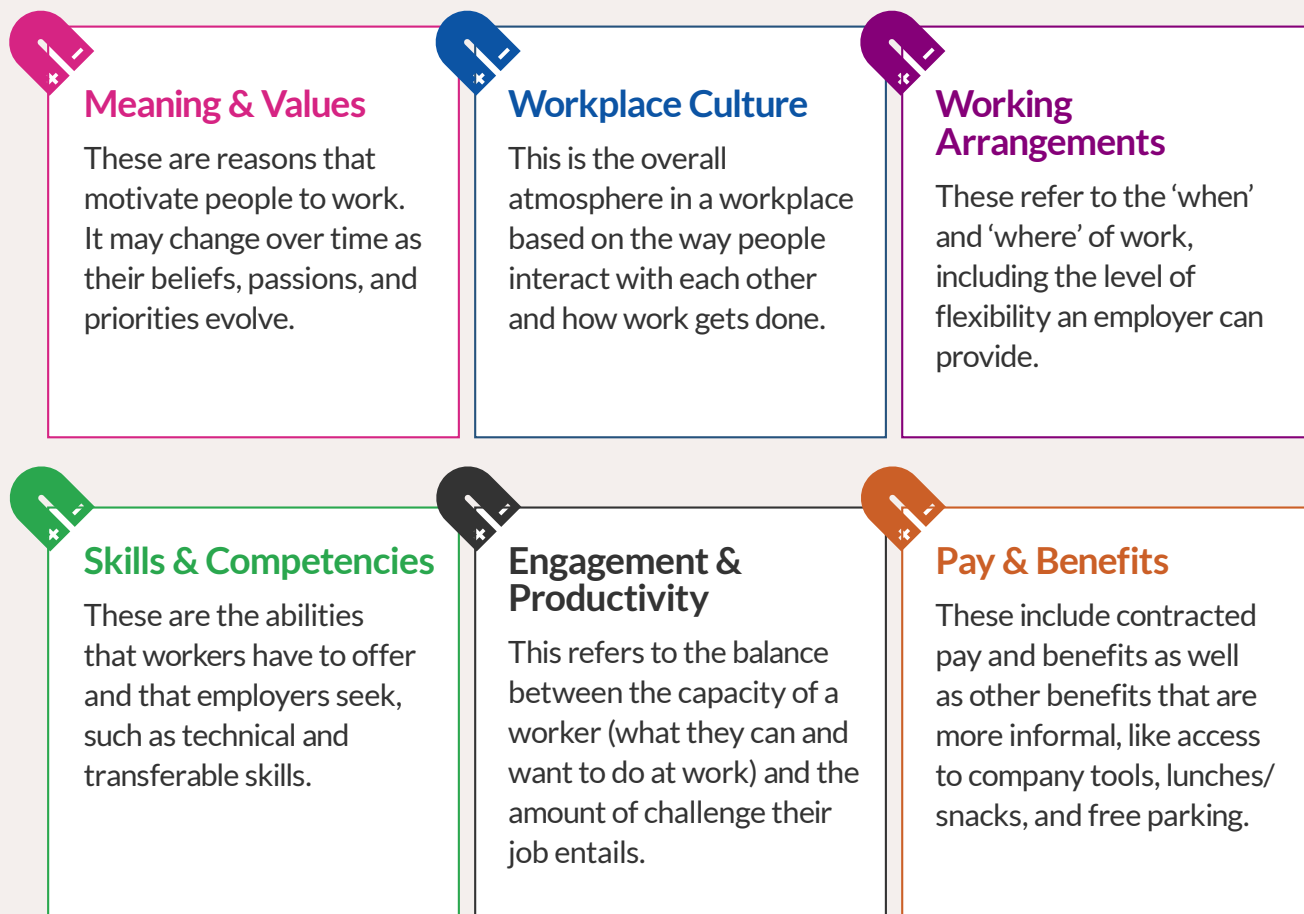 Meaning & Values
These are reasons that
motivate people to work.
It may change over time as
their beliefs, passions, and
priorities evolve.
Workplace Culture
This is the overall
atmosphere in a workplace
based on the way people
interact with each other
and how work gets done.
Working
Arrangements
These refer to the ‘when’
and ‘where’ of work,
including the level of
flexibility an employer can
provide.
Skills & Competencies
These are the abilities
that workers have to offer
and that employers seek,
such as technical and
transferable skills.
Engagement &
Productivity
This refers to the balance
between the capacity of a
worker (what they can and
want to do at work) and the
amount of challenge their
job entails.
Pay & Benefits
These include contracted
pay and benefits as well
as other benefits that are
more informal, like access
to company tools, lunches/
snacks, and free parking.